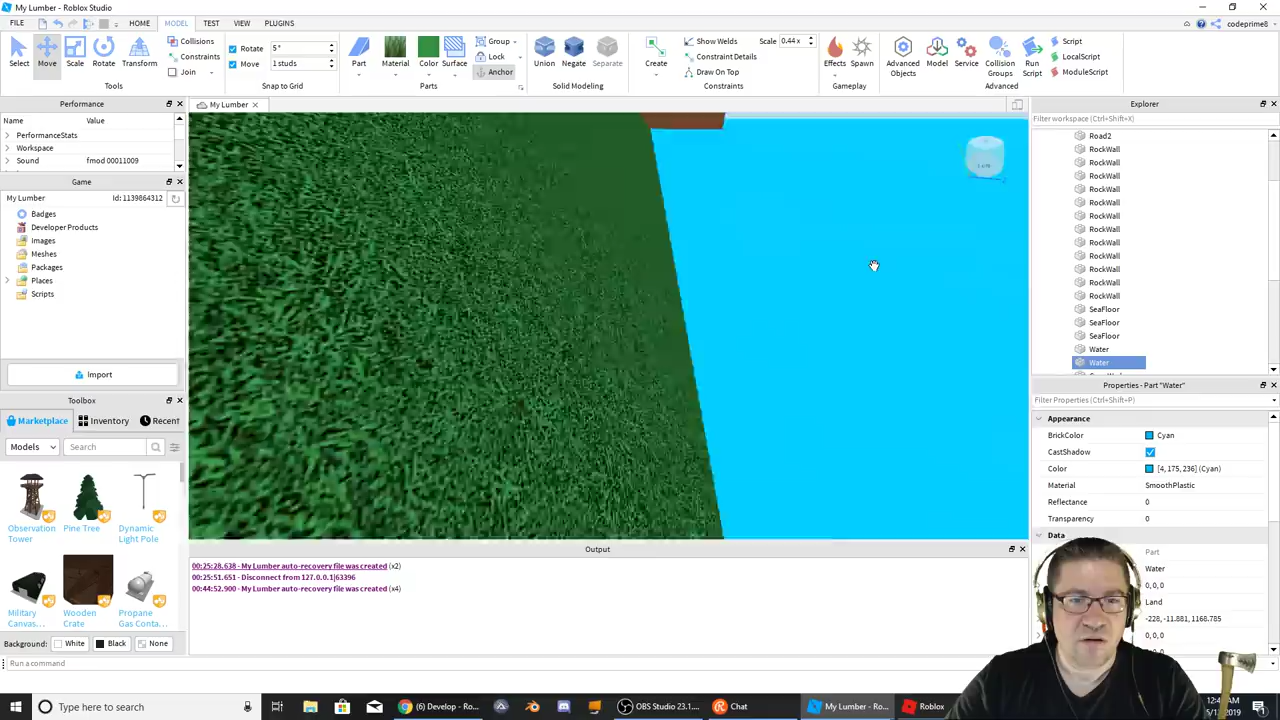 My Lumber - Roblox Studio
FILE HOME MODEL TEST VIEW PLUGINS codeprime8
Select Move Scale Rotate Transform
Collisions
Constraints
Join
Tools
Rotate 5°
Move 1 studs
Snap to Grid
Part Material Color Surface
Group
Lock
Anchor
Parts
Union Negate Separate
Solid Modeling
Create
Show Welds Scale 0.44 x
Constraint Details
Draw On Top
Constraints
Effects Spawn
Gameplay
Advanced Objects
Model
Service
Collision Groups
Run Script
Script
LocalScript
ModuleScript
Advanced
Performance
Name Value
PerformanceStats
Workspace
Sound fmod 00011009
Game
My Lumber Id: 1139864312
Badges
Developer Products
Images
Meshes
Packages
Places
Scripts
Import
Toolbox
Marketplace Inventory Recent
Models Search
Observation Tower
Pine Tree
Dynamic Light Pole
Military Canvas...
Wooden Crate
Propane Gas Conta...
Background: White Black None
Run a command
My Lumber
Output
00:25:28.638 - My Lumber auto-recovery file was created (x2)
00:25:51.651 - Disconnect from 127.0.0.1|63396
00:44:52.900 - My Lumber auto-recovery file was created (x4)
Explorer
Filter workspace (Ctrl+Shift+X)
Road2
RockWall
RockWall
RockWall
RockWall
RockWall
RockWall
RockWall
RockWall
RockWall
RockWall
RockWall
RockWall
SeaFloor
SeaFloor
SeaFloor
Water
Water
Properties - Part "Water"
Filter Properties (Ctrl+Shift+P)
Appearance
BrickColor Cyan
CastShadow
Color [4, 175, 236] (Cyan)
Material SmoothPlastic
Reflectance 0
Transparency 0
Data
Part
Water
0, 0, 0
Land
-228, -11.881, 1168.785
0, 0, 0
Type here to search
(6) Develop - Ro...
OBS Studio 23.1....
Chat
My Lumber - Ro...
Roblox